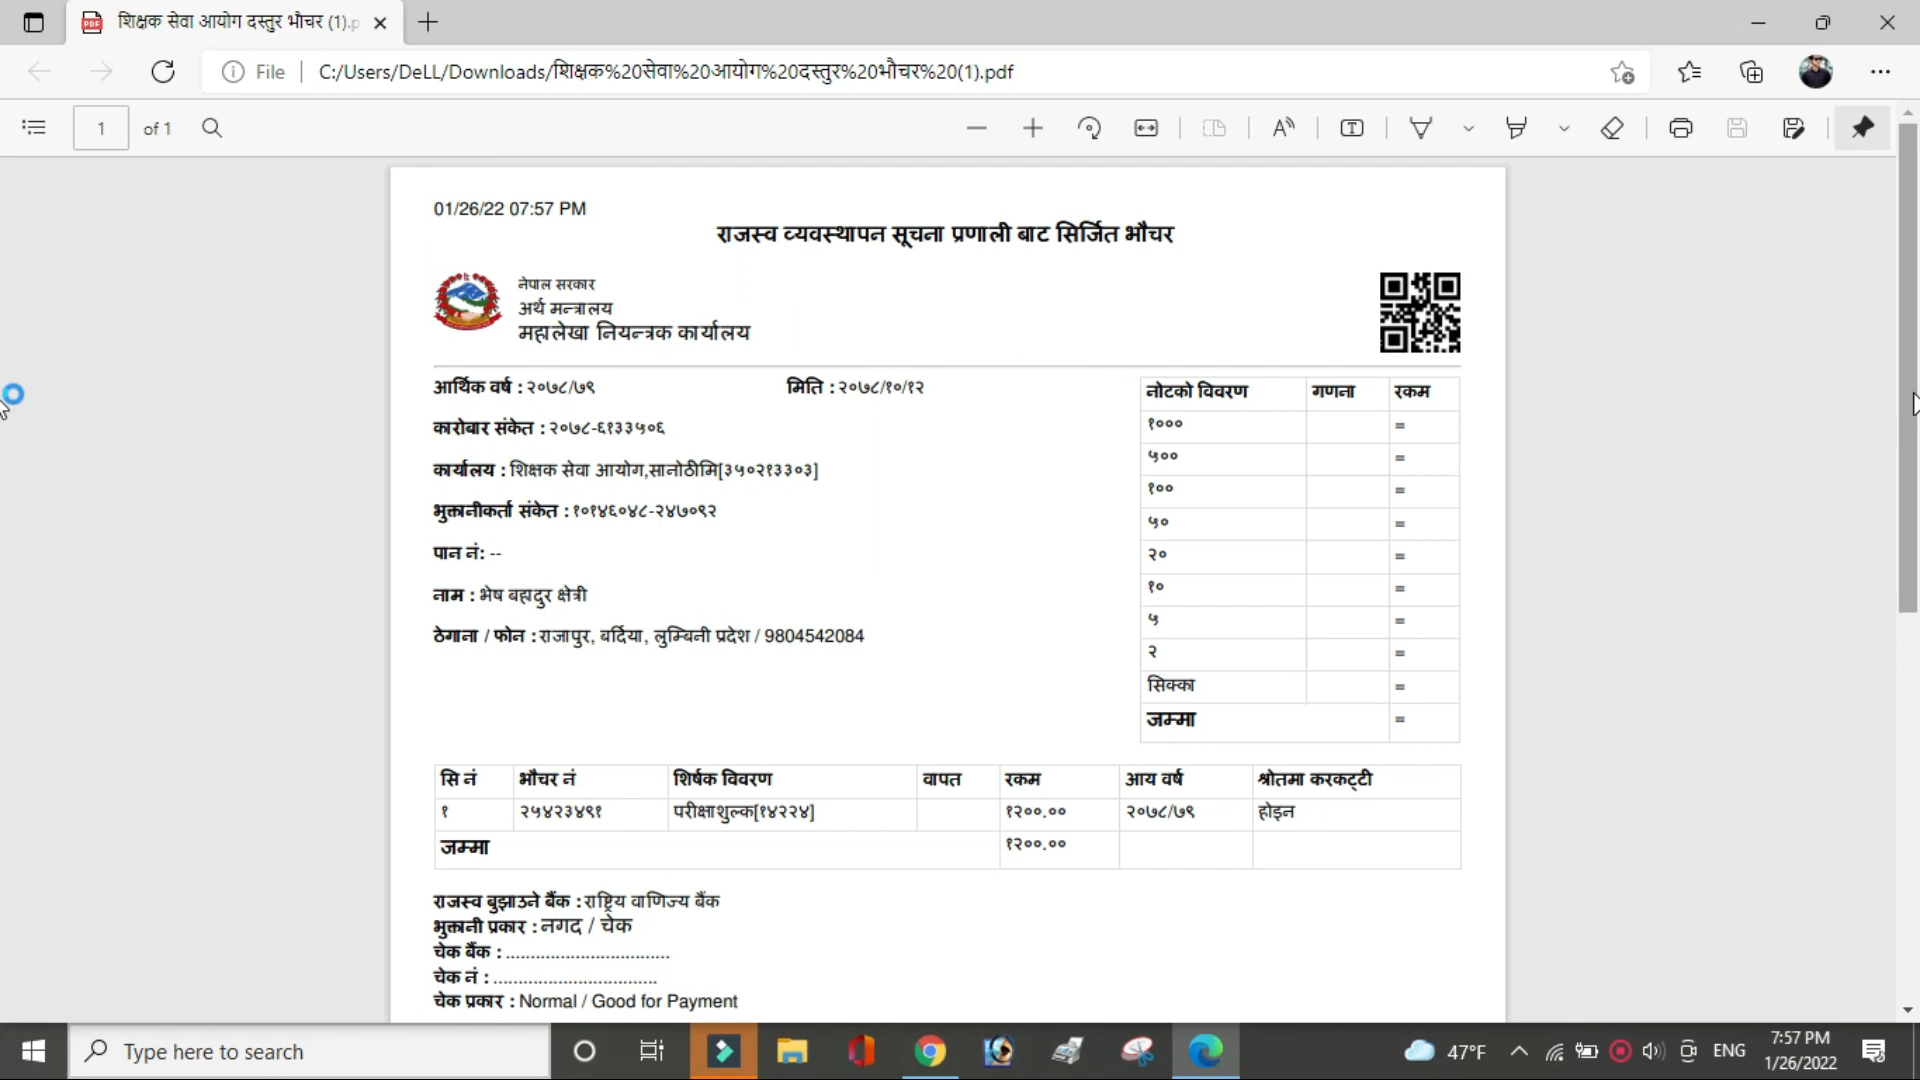 शिक्षक सेवा आयोग दस्तुर भौचर (1).p
File
C:/Users/DeLL/Downloads/शिक्षक%20सेवा%20आयोग%20दस्तुर%20भौचर%20(1).pdf
1 of 1
01/26/22 07:57 PM
राजस्व व्यवस्थापन सूचना प्रणाली बाट सिर्जित भौचर
नेपाल सरकार
अर्थ मन्त्रालय
महालेखा नियन्त्रक कार्यालय
आर्थिक वर्ष : २०७८/७९ मिति : २०७८/१०/१२
कारोबार संकेत : २०७८-६१३३५०६
कार्यालय : शिक्षक सेवा आयोग,सानोठीमि[३५०२१३३०३]
भुक्तानीकर्ता संकेत : १०१४६०४८-२४७०९२
पान नं: --
नाम : भेष बहादुर क्षेत्री
ठेगाना / फोन : राजापुर, बर्दिया, लुम्बिनी प्रदेश / 9804542084
नोटको विवरण गणना रकम
१००० =
५०० =
१०० =
५० =
२० =
१० =
५ =
२ =
सिक्का =
जम्मा =
सि नं भौचर नं शिर्षक विवरण वापत रकम आय वर्ष श्रोतमा करकट्टी
१ २५४२३४९१ परीक्षाशुल्क[१४२२४] १२००.०० २०७८/७९ होइन
जम्मा १२००.००
राजस्व बुझाउने बैंक : राष्ट्रिय वाणिज्य बैंक
भुक्तानी प्रकार : नगद / चेक
चेक बैंक : .................................
चेक नं : .................................
चेक प्रकार : Normal / Good for Payment
Type here to search
47°F
ENG
7:57 PM
1/26/2022